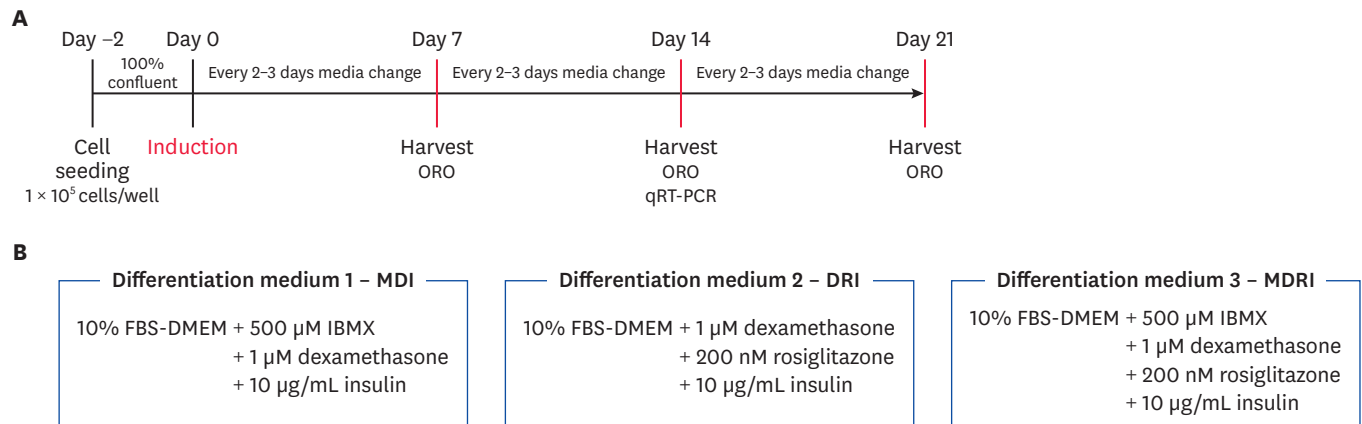 A
Day –2 Day 0 Day 7 Day 14 Day 21
100%
confluent
Every 2–3 days media change Every 2–3 days media change Every 2–3 days media change
Cell
seeding
1 × 10⁵ cells/well
Induction
Harvest
ORO
Harvest
ORO
qRT-PCR
Harvest
ORO
B
Differentiation medium 1 – MDI
10% FBS-DMEM + 500 µM IBMX
+ 1 µM dexamethasone
+ 10 µg/mL insulin
Differentiation medium 2 – DRI
10% FBS-DMEM + 1 µM dexamethasone
+ 200 nM rosiglitazone
+ 10 µg/mL insulin
Differentiation medium 3 – MDRI
10% FBS-DMEM + 500 µM IBMX
+ 1 µM dexamethasone
+ 200 nM rosiglitazone
+ 10 µg/mL insulin